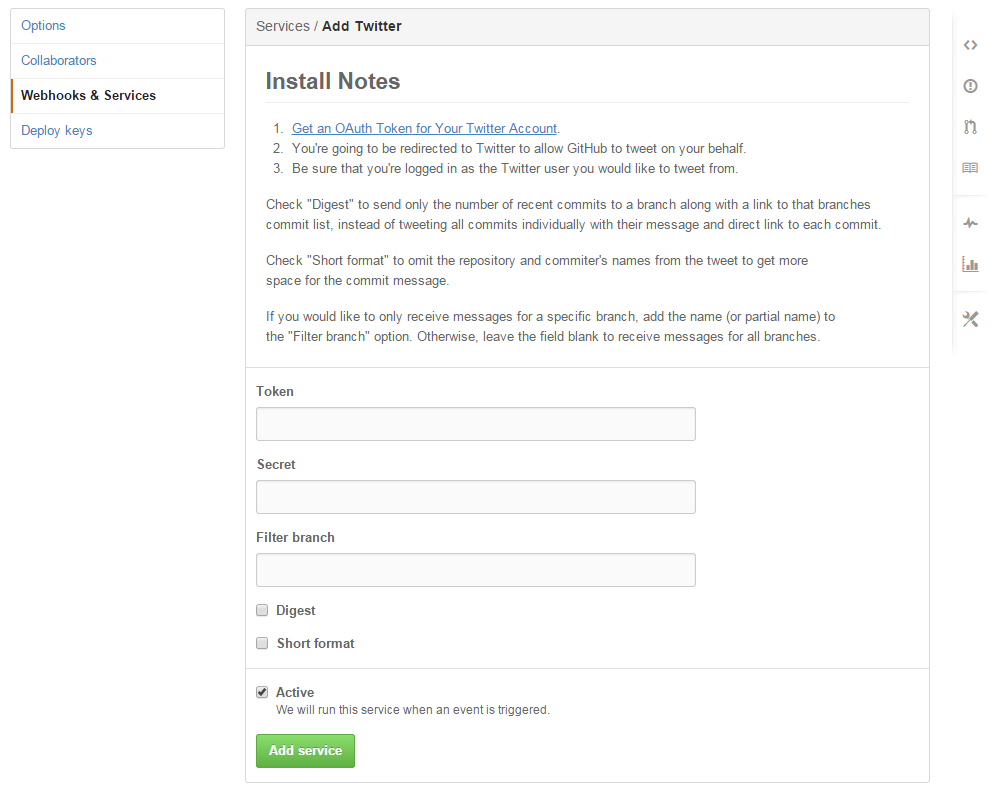 Options
Collaborators
Webhooks & Services
Deploy keys
Services / Add Twitter
Install Notes
1. Get an OAuth Token for Your Twitter Account.
2. You're going to be redirected to Twitter to allow GitHub to tweet on your behalf.
3. Be sure that you're logged in as the Twitter user you would like to tweet from.
Check "Digest" to send only the number of recent commits to a branch along with a link to that branches
commit list, instead of tweeting all commits individually with their message and direct link to each commit.
Check "Short format" to omit the repository and commiter's names from the tweet to get more
space for the commit message.
If you would like to only receive messages for a specific branch, add the name (or partial name) to
the "Filter branch" option. Otherwise, leave the field blank to receive messages for all branches.
Token
Secret
Filter branch
Digest
Short format
Active
We will run this service when an event is triggered.
Add service